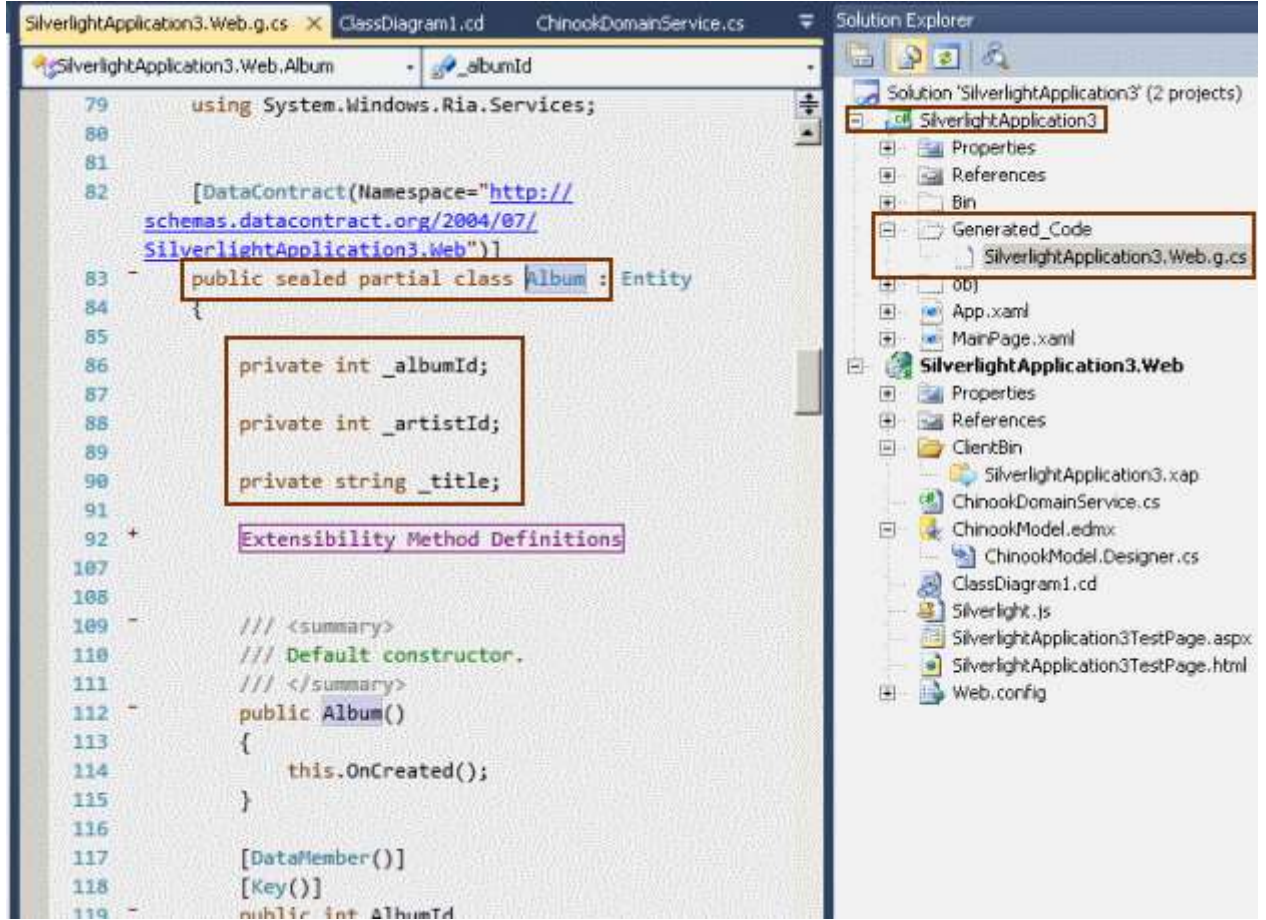 SilverlightApplication3.Web.g.cs × ClassDiagram1.cd ChinookDomainService.cs
SilverlightApplication3.Web.Album _albumId
79 using System.Windows.Ria.Services;
80
81
82 [DataContract(Namespace="http://
schemas.datacontract.org/2004/07/
SilverlightApplication3.Web")]
83 - public sealed partial class Album : Entity
84 {
85
86 private int _albumId;
87
88 private int _artistId;
89
90 private string _title;
91
92 + Extensibility Method Definitions
107
108
109 - /// <summary>
110 /// Default constructor.
111 /// </summary>
112 - public Album()
113 {
114 this.OnCreated();
115 }
116
117 [DataMember()]
118 [Key()]
119 - public int AlbumId
Solution Explorer
Solution 'SilverlightApplication3' (2 projects)
SilverlightApplication3
Properties
References
Bin
Generated_Code
SilverlightApplication3.Web.g.cs
obj
App.xaml
MainPage.xaml
SilverlightApplication3.Web
Properties
References
ClientBin
SilverlightApplication3.xap
ChinookDomainService.cs
ChinookModel.edmx
ChinookModel.Designer.cs
ClassDiagram1.cd
Silverlight.js
SilverlightApplication3TestPage.aspx
SilverlightApplication3TestPage.html
Web.config